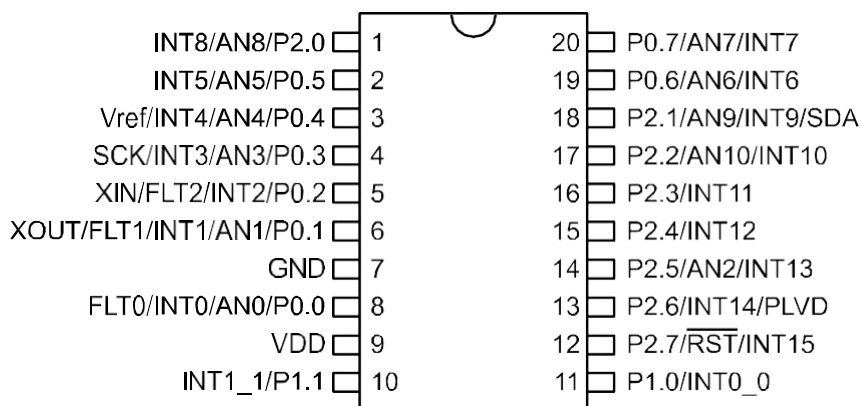 INT8/AN8/P2.0 1 20 P0.7/AN7/INT7
INT5/AN5/P0.5 2 19 P0.6/AN6/INT6
Vref/INT4/AN4/P0.4 3 18 P2.1/AN9/INT9/SDA
SCK/INT3/AN3/P0.3 4 17 P2.2/AN10/INT10
XIN/FLT2/INT2/P0.2 5 16 P2.3/INT11
XOUT/FLT1/INT1/AN1/P0.1 6 15 P2.4/INT12
GND 7 14 P2.5/AN2/INT13
FLT0/INT0/AN0/P0.0 8 13 P2.6/INT14/PLVD
VDD 9 12 P2.7/R̅S̅T̅/INT15
INT1_1/P1.1 10 11 P1.0/INT0_0